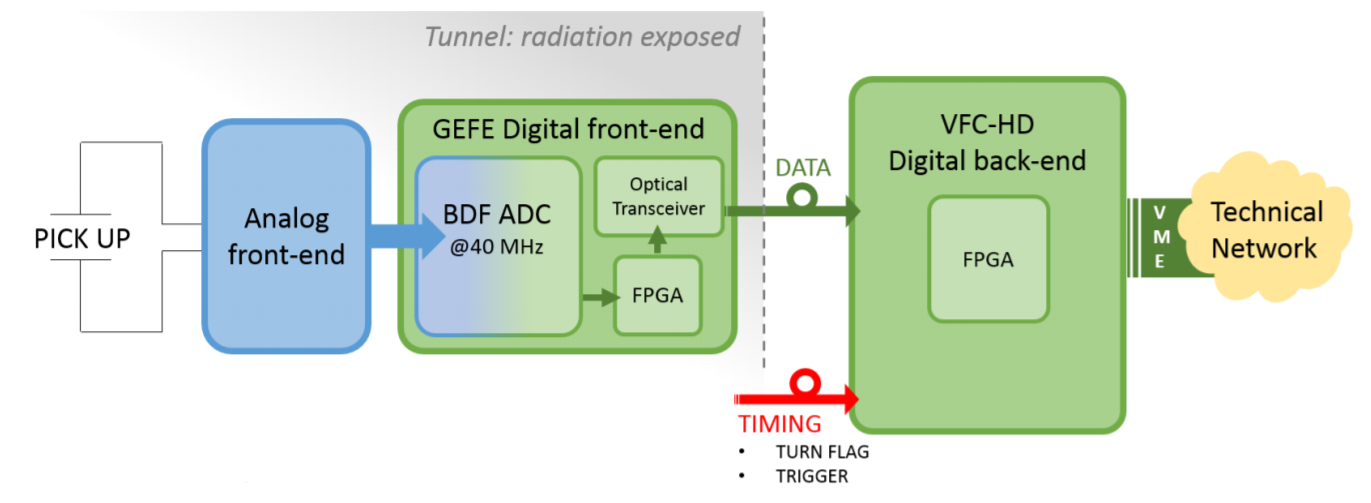 Tunnel: radiation exposed
PICK UP
Analog
front-end
GEFE Digital front-end
BDF ADC
@40 MHz
Optical
Transceiver
FPGA
DATA
VFC-HD
Digital back-end
FPGA
V
M
E
Technical
Network
TIMING
• TURN FLAG
• TRIGGER